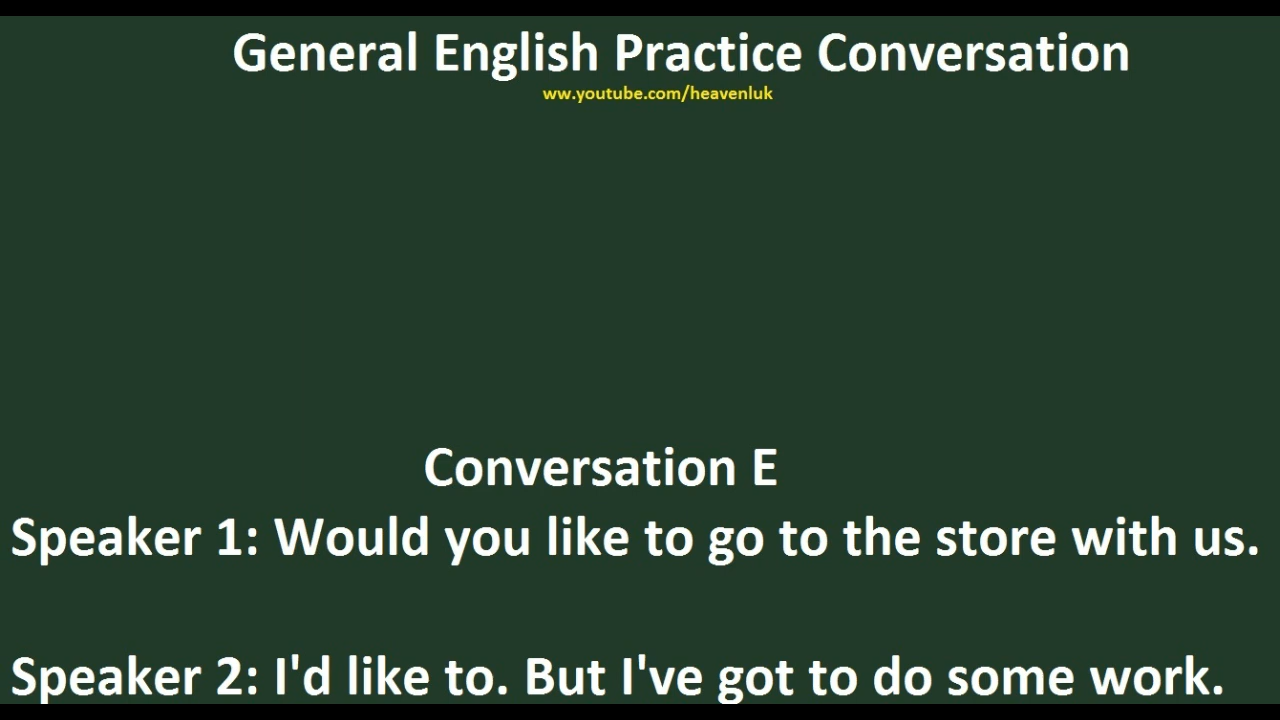 General English Practice Conversation
ww.youtube.com/heavenluk
Conversation E
Speaker 1: Would you like to go to the store with us.
Speaker 2: I'd like to. But I've got to do some work.